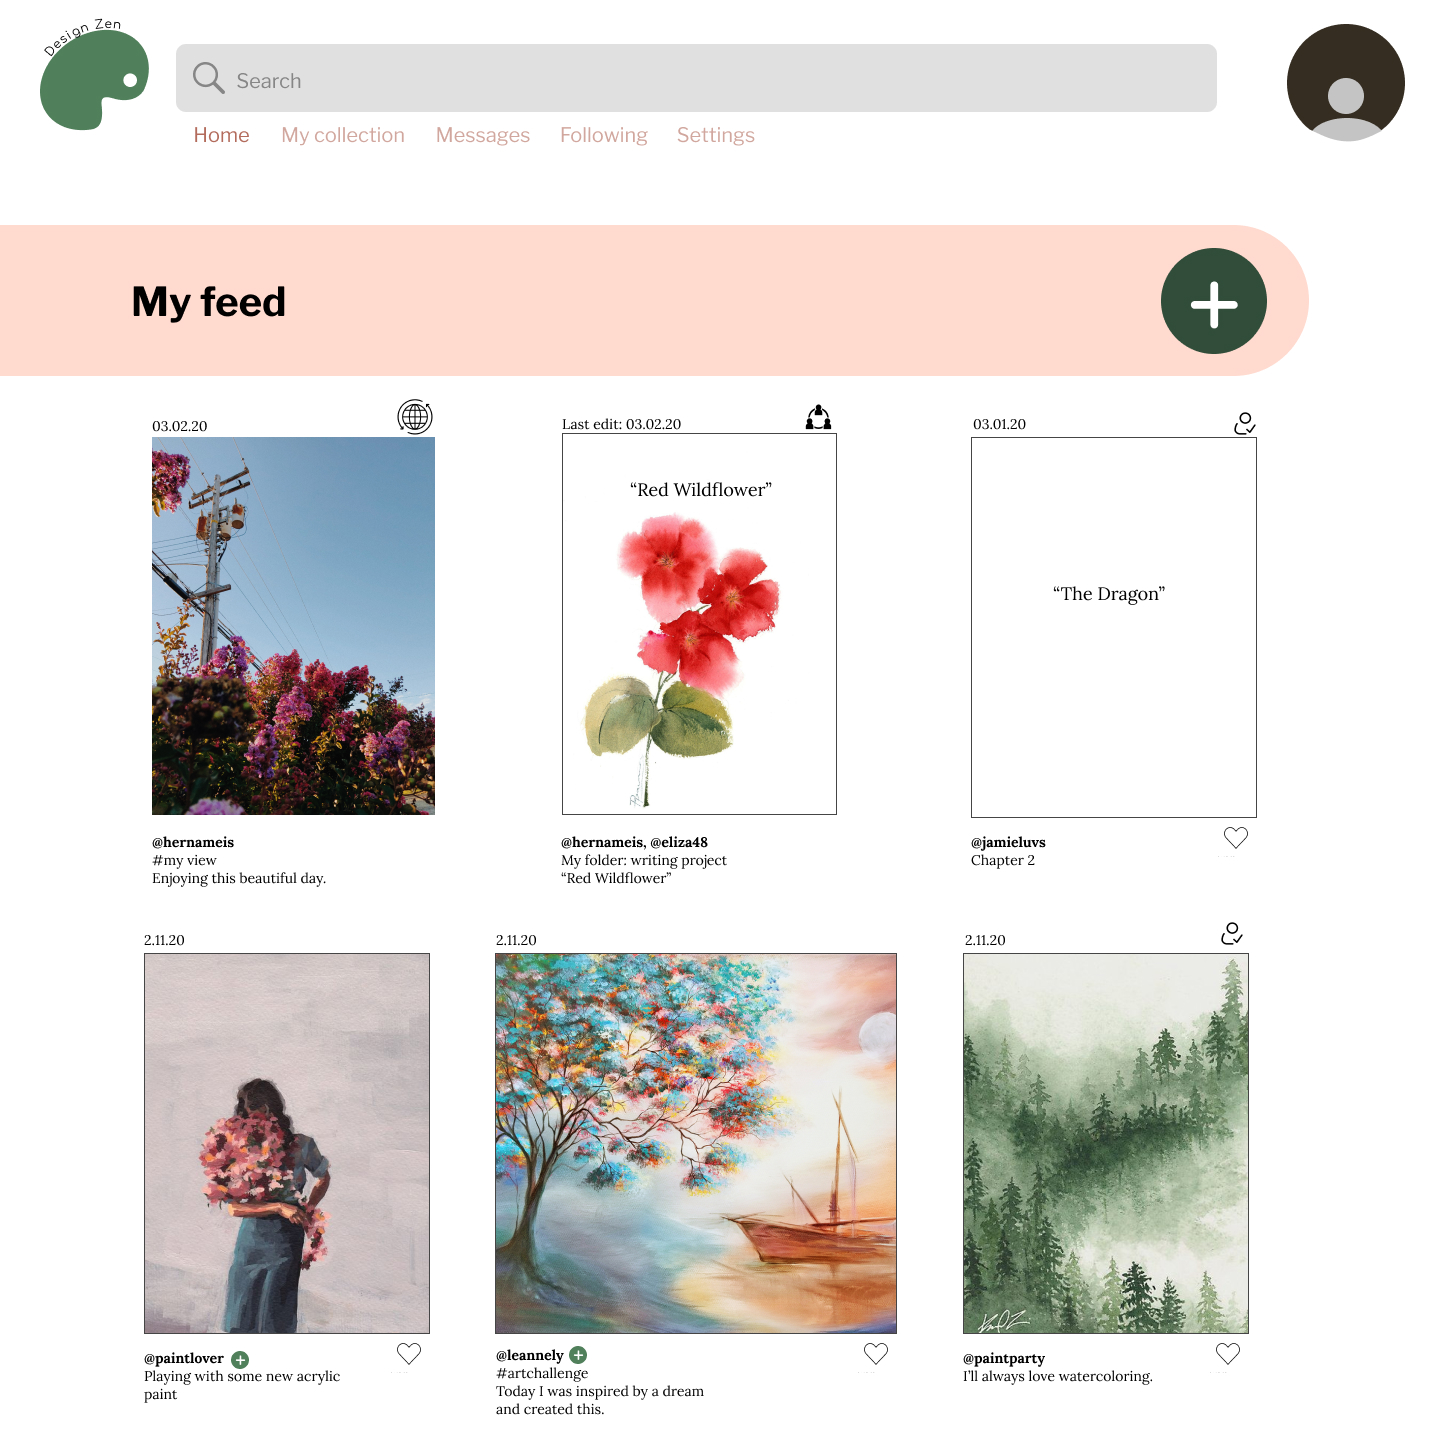 Design Zen
Search
Home My collection Messages Following Settings
My feed
03.02.20
Last edit: 03.02.20
03.01.20
“Red Wildflower”
“The Dragon”
@hernameis
#my view
Enjoying this beautiful day.
@hernameis, @eliza48
My folder: writing project
“Red Wildflower”
@jamieluvs
Chapter 2
2.11.20
2.11.20
2.11.20
@paintlover
Playing with some new acrylic
paint
@leannely
#artchallenge
Today I was inspired by a dream
and created this.
@paintparty
I’ll always love watercoloring.